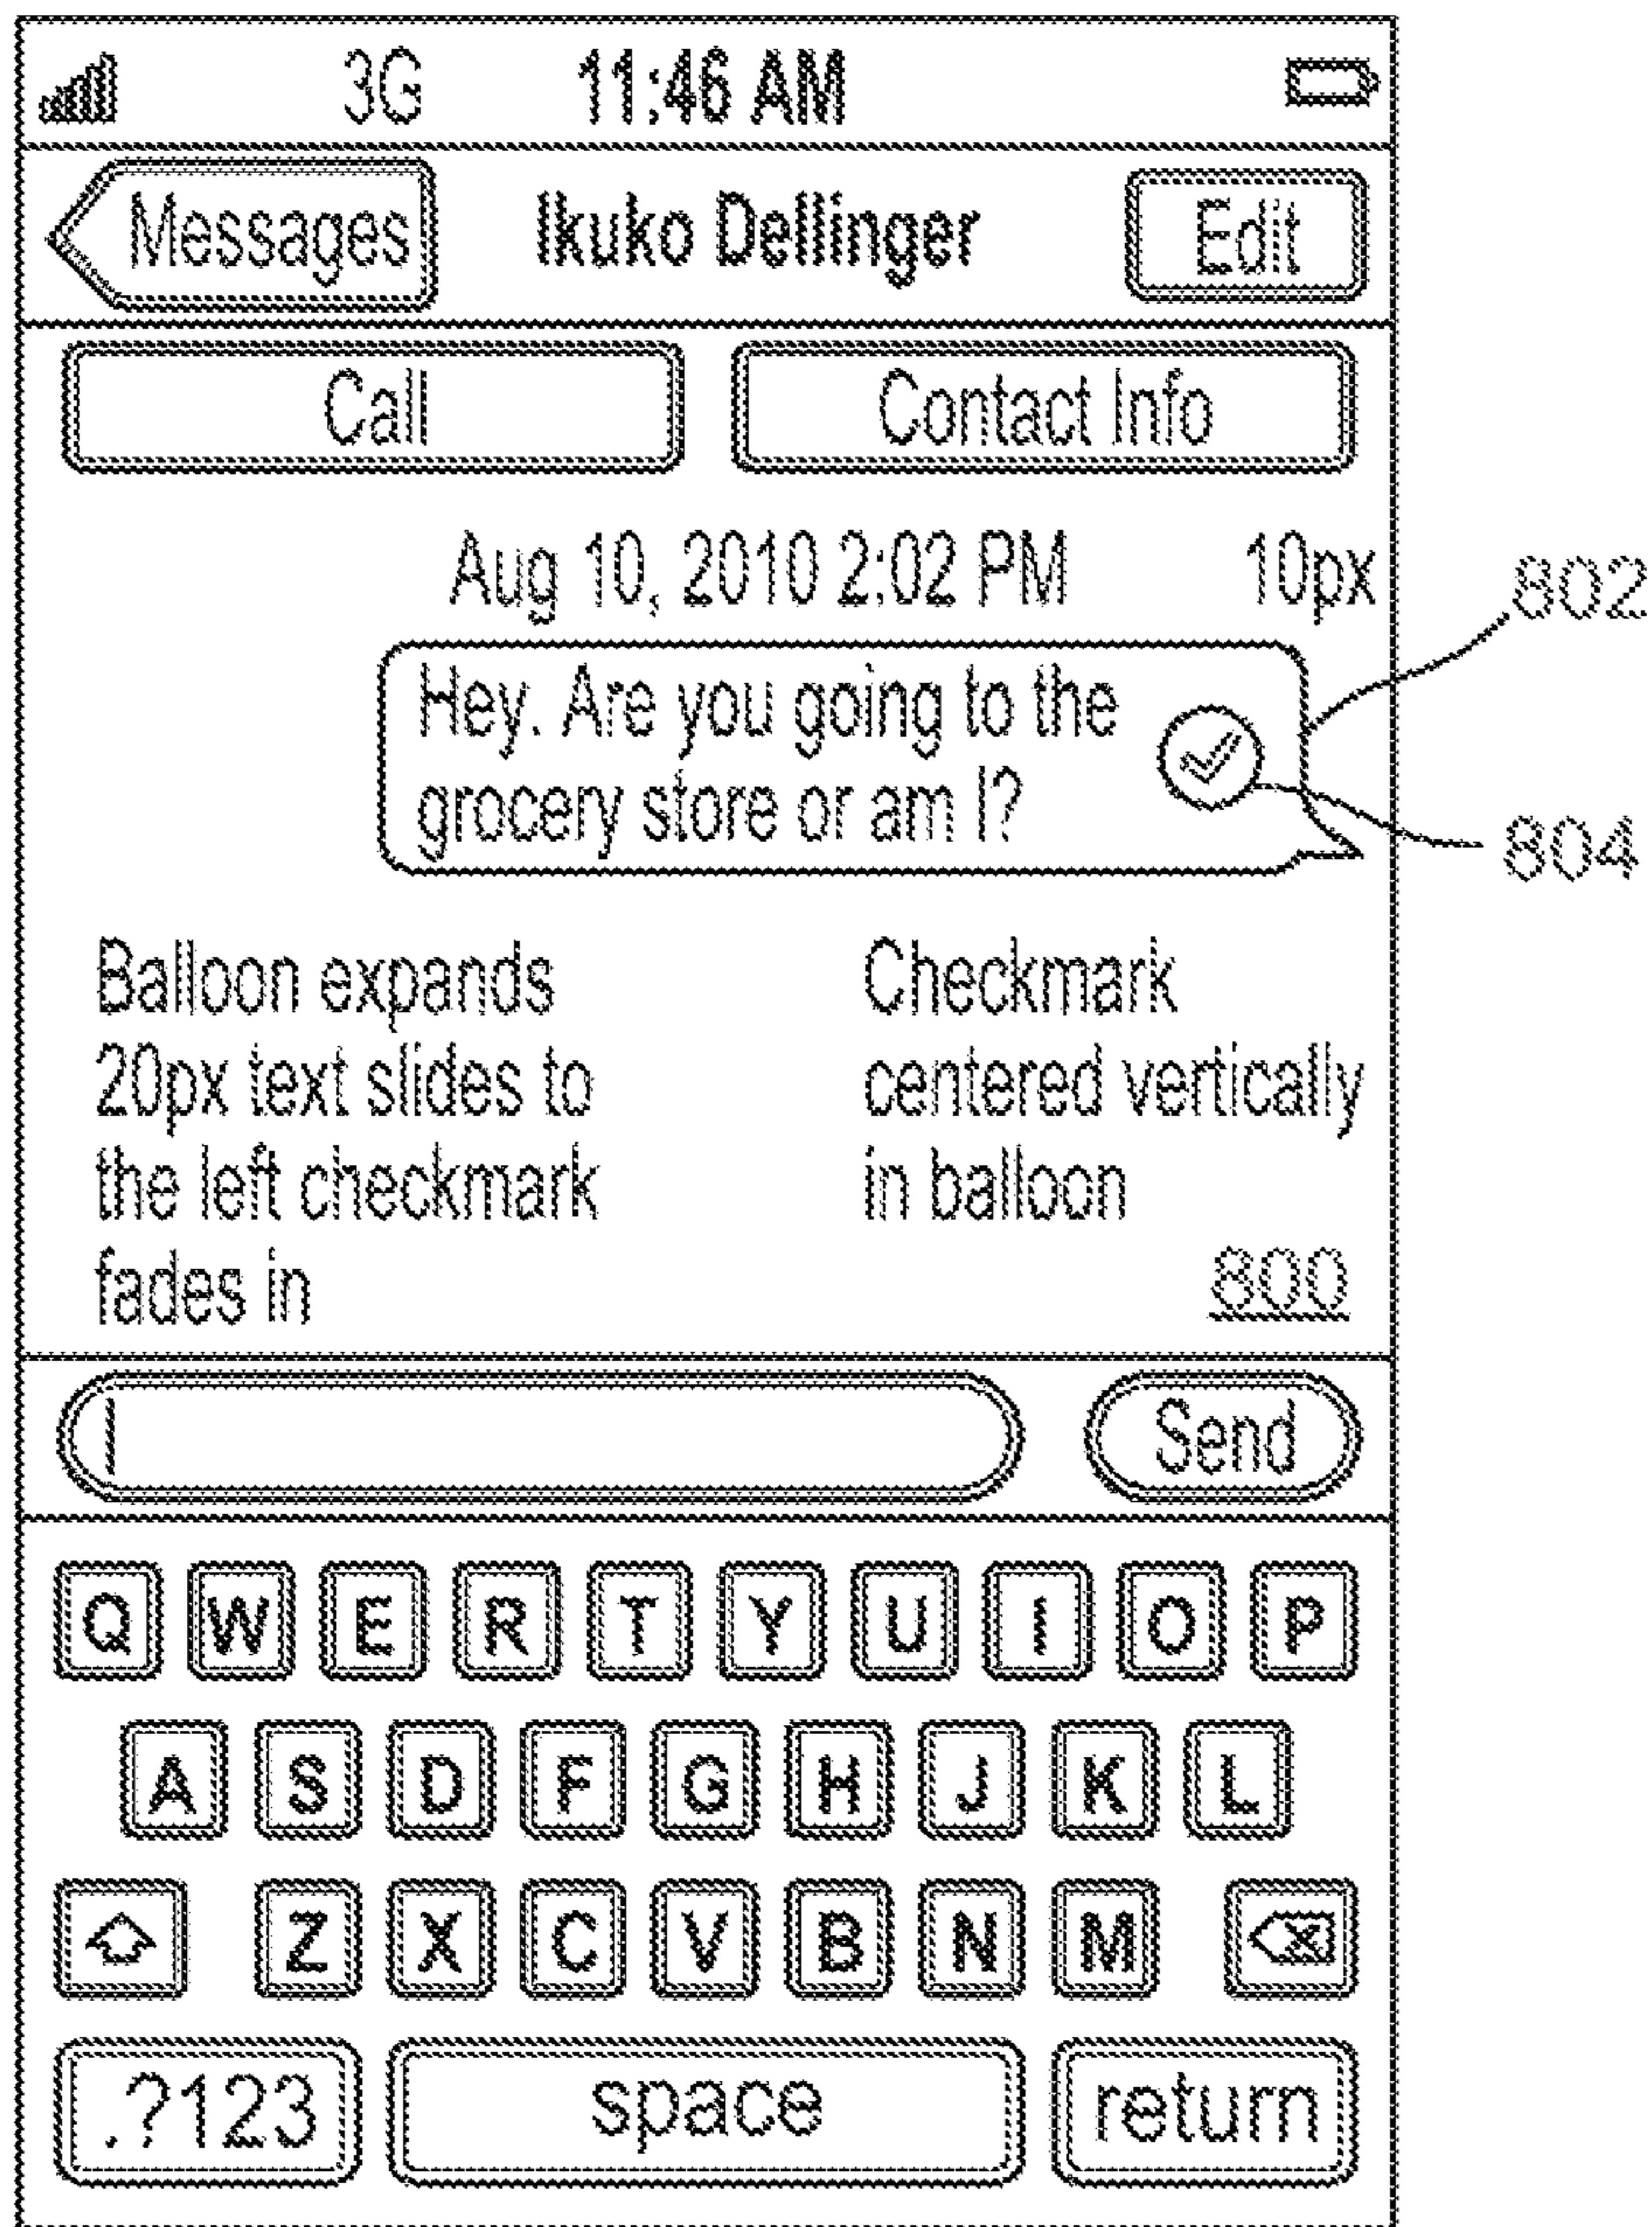 3G 11:46 AM
Messages Ikuko Dellinger Edit
Call Contact Info
Aug 10, 2010 2:02 PM 10px
802
Hey. Are you going to the
grocery store or am I?
804
Balloon expands
20px text slides to
the left checkmark
fades in
Checkmark
centered vertically
in balloon
800
Send
Q W E R T Y U I O P
A S D F G H J K L
Z X C V B N M
.?123 space return